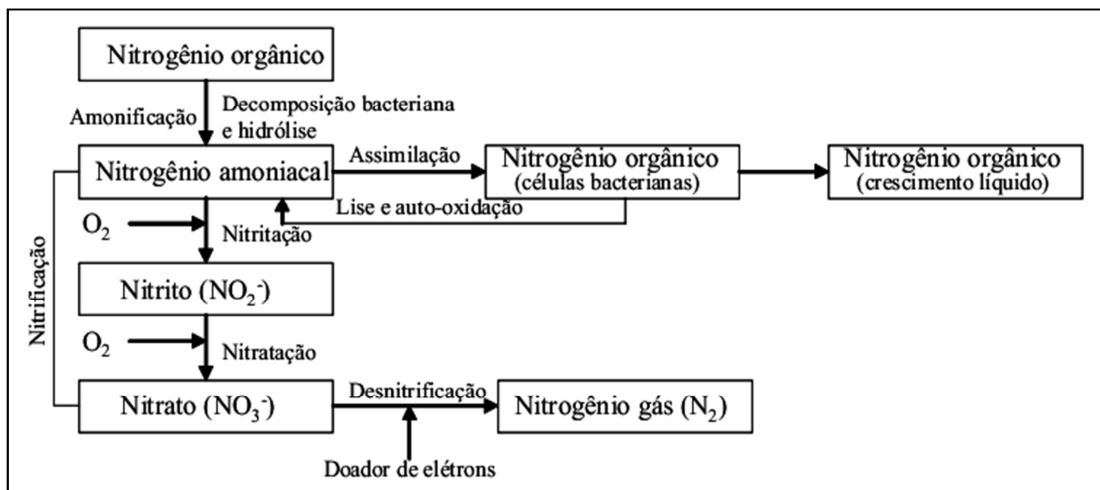 Nitrogênio orgânico
Amonificação
Decomposição bacteriana
e hidrólise
Nitrogênio amoniacal
Assimilação
Nitrogênio orgânico
(células bacterianas)
Nitrogênio orgânico
(crescimento líquido)
Lise e auto-oxidação
O₂
Nitritação
Nitrificação
Nitrito (NO₂⁻)
O₂
Nitratação
Nitrato (NO₃⁻)
Desnitrificação
Nitrogênio gás (N₂)
Doador de elétrons